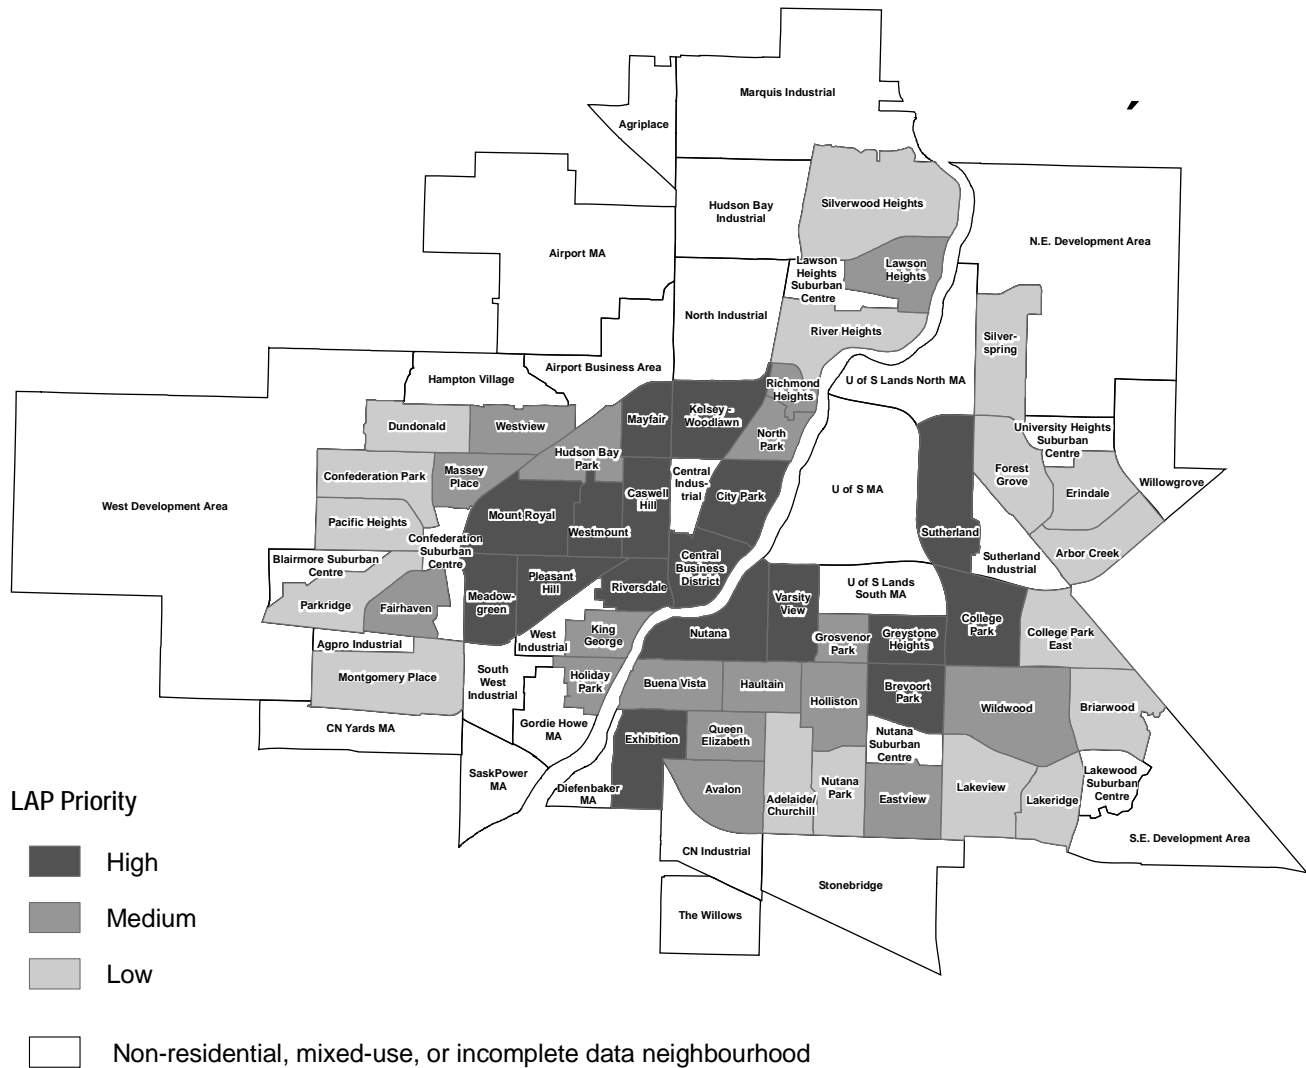 Marquis Industrial
Agriplace
Silverwood Heights
Hudson Bay
Industrial
N.E. Development Area
Airport MA
Lawson
Heights
Suburban
Centre
Lawson
Heights
North Industrial
River Heights
Silver-
spring
Airport Business Area
Hampton Village
Richmond
Heights
U of S Lands North MA
Mayfair
Kelsey -
Woodlawn
Dundonald
Westview
North
Park
University Heights
Suburban
Centre
Hudson Bay
Park
Confederation Park
Massey
Place
Central
Indus-
trial
Forest
Grove
Willowgrove
West Development Area
Caswell
Hill
City Park
U of S MA
Erindale
Pacific Heights
Mount Royal
Westmount
Sutherland
Confederation
Suburban
Centre
Arbor Creek
Blairmore Suburban
Centre
Central
Business
District
Sutherland
Industrial
Pleasant
Hill
Riversdale
U of S Lands
South MA
Parkridge
Fairhaven
Meadow-
green
Varsity
View
College
Park
King
George
Nutana
Grosvenor
Park
Greystone
Heights
College Park
East
Agpro Industrial
West
Industrial
Montgomery Place
South
West
Industrial
Holiday
Park
Buena Vista
Haultain
Holliston
Brevoort
Park
Wildwood
Briarwood
CN Yards MA
Gordie Howe
MA
Exhibition
Queen
Elizabeth
Nutana
Suburban
Centre
SaskPower
MA
Diefenbaker
MA
Avalon
Adelaide/
Churchill
Nutana
Park
Eastview
Lakeview
Lakeridge
Lakewood
Suburban
Centre
S.E. Development Area
CN Industrial
Stonebridge
The Willows
LAP Priority
High
Medium
Low
Non-residential, mixed-use, or incomplete data neighbourhood